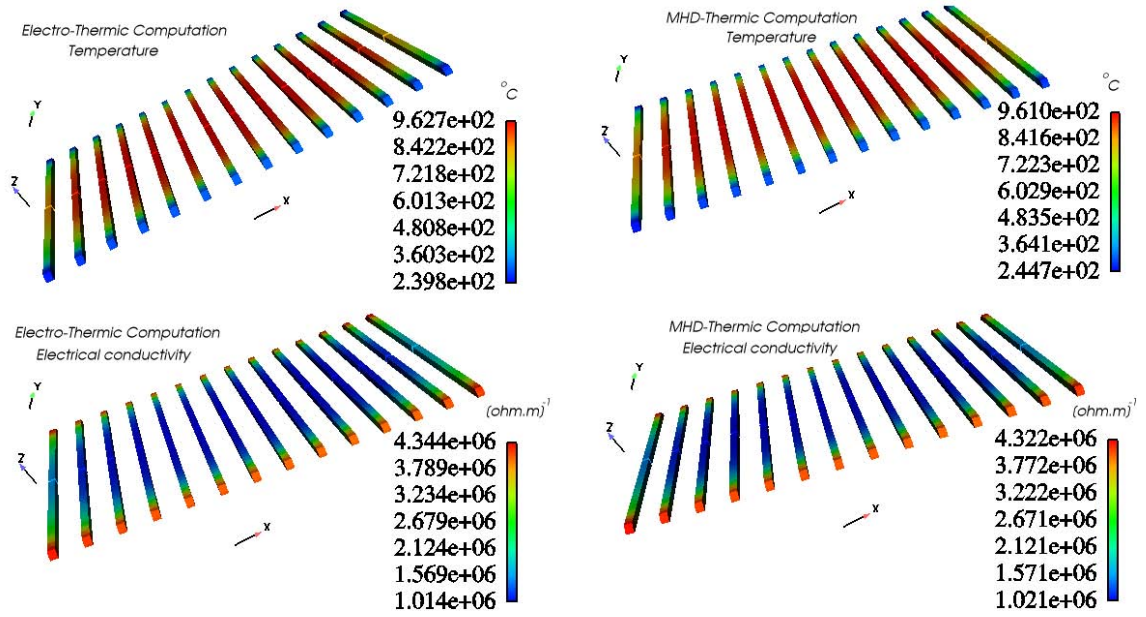 Electro-Thermic Computation
Temperature
Y
Z
X
°C
9.627e+02
8.422e+02
7.218e+02
6.013e+02
4.808e+02
3.603e+02
2.398e+02
MHD-Thermic Computation
Temperature
Y
Z
X
°C
9.610e+02
8.416e+02
7.223e+02
6.029e+02
4.835e+02
3.641e+02
2.447e+02
Electro-Thermic Computation
Electrical conductivity
Y
Z
X
(ohm.m)⁻¹
4.344e+06
3.789e+06
3.234e+06
2.679e+06
2.124e+06
1.569e+06
1.014e+06
MHD-Thermic Computation
Electrical conductivity
Y
Z
X
(ohm.m)⁻¹
4.322e+06
3.772e+06
3.222e+06
2.671e+06
2.121e+06
1.571e+06
1.021e+06